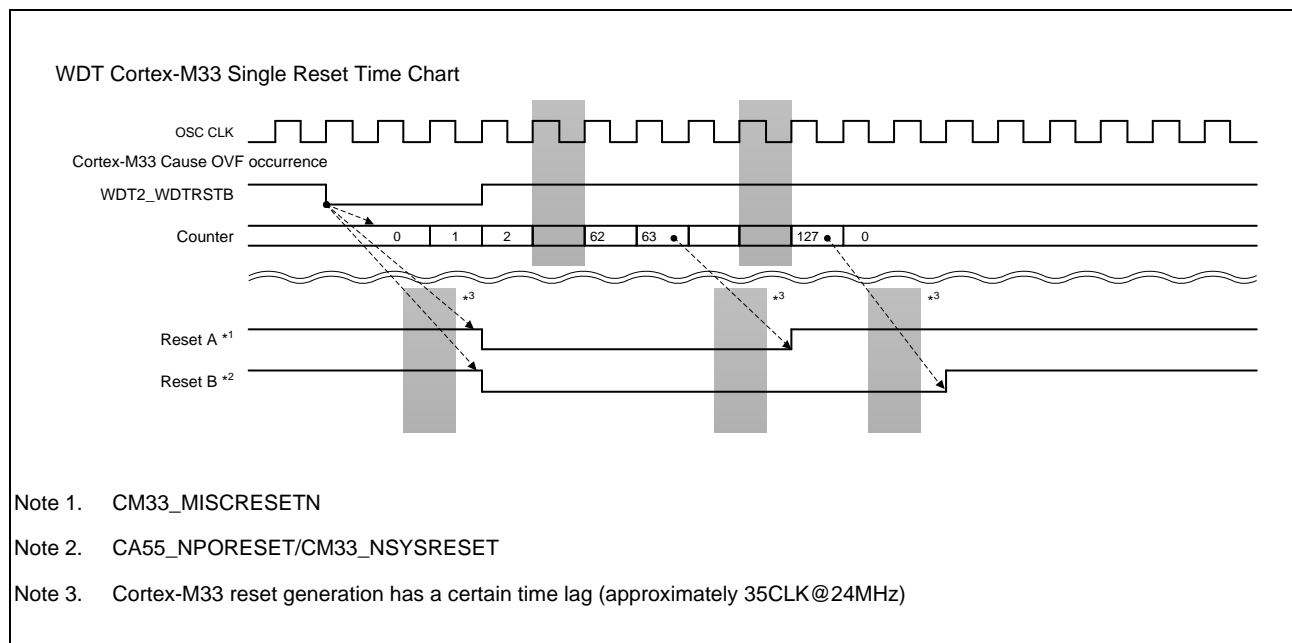 WDT Cortex-M33 Single Reset Time Chart
OSC CLK
Cortex-M33 Cause OVF occurrence
WDT2_WDTRSTB
Counter 0 1 2 62 63 127 0
*3 *3 *3
Reset A *1
Reset B *2
Note 1. CM33_MISCRESETN
Note 2. CA55_NPORESET/CM33_NSYSRESET
Note 3. Cortex-M33 reset generation has a certain time lag (approximately 35CLK@24MHz)